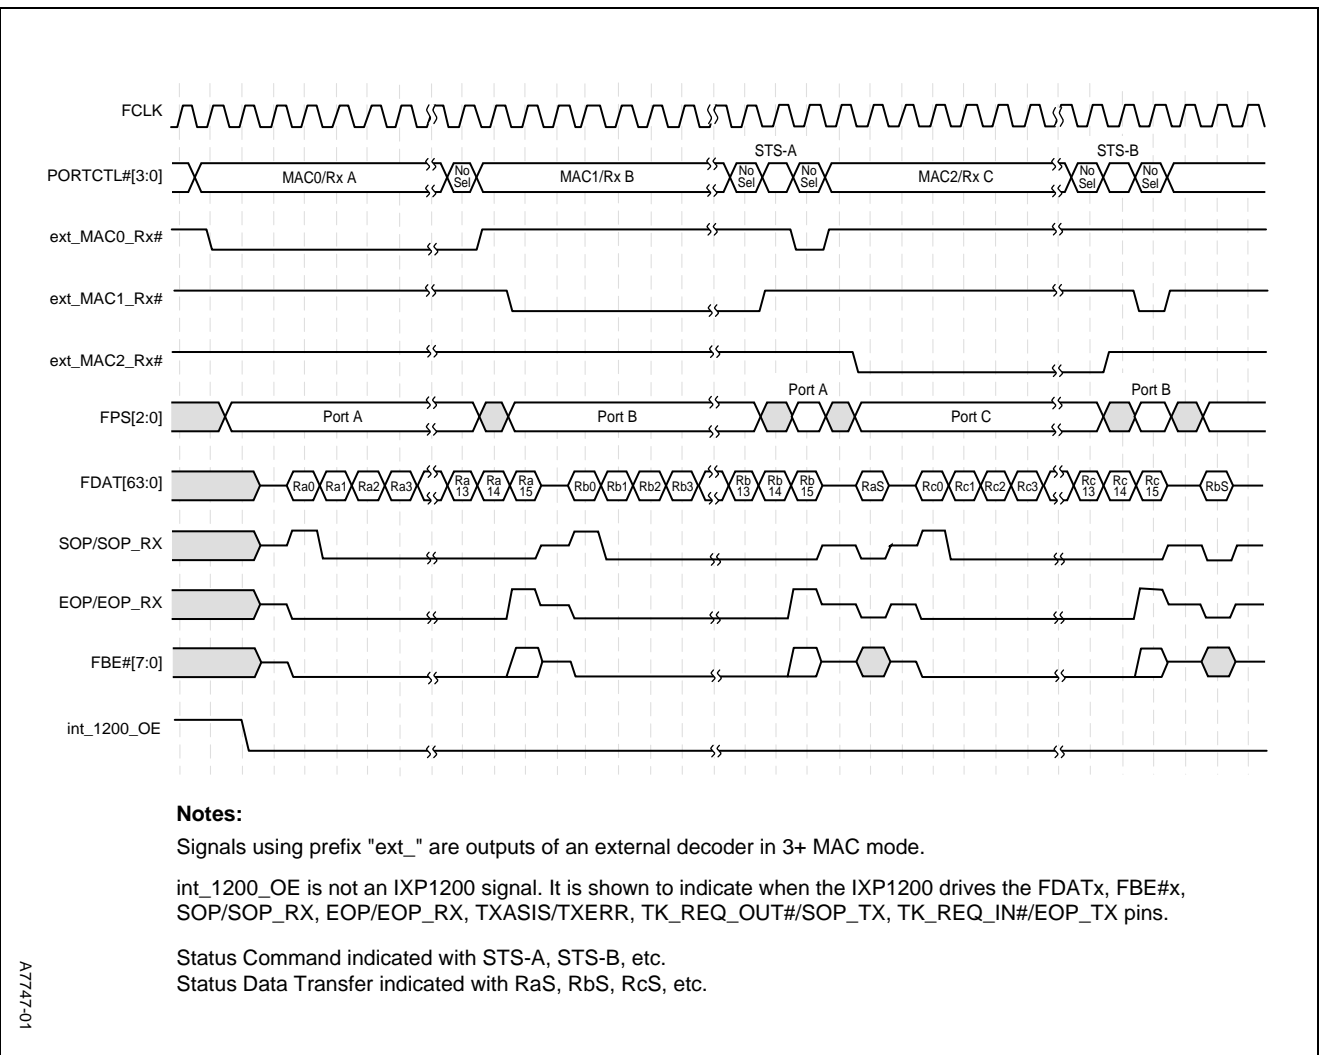 FCLK
STS-A STS-B
PORTCTL#[3:0] MAC0/Rx A No Sel MAC1/Rx B No Sel No Sel MAC2/Rx C No Sel No Sel
ext_MAC0_Rx#
ext_MAC1_Rx#
ext_MAC2_Rx#
Port A Port B
FPS[2:0] Port A Port B Port C
FDAT[63:0] Ra0 Ra1 Ra2 Ra3 Ra 13 Ra 14 Ra 15 Rb0 Rb1 Rb2 Rb3 Rb 13 Rb 14 Rb 15 RaS Rc0 Rc1 Rc2 Rc3 Rc 13 Rc 14 Rc 15 RbS
SOP/SOP_RX
EOP/EOP_RX
FBE#[7:0]
int_1200_OE
Notes:
Signals using prefix "ext_" are outputs of an external decoder in 3+ MAC mode.
int_1200_OE is not an IXP1200 signal. It is shown to indicate when the IXP1200 drives the FDATx, FBE#x,
SOP/SOP_RX, EOP/EOP_RX, TXASIS/TXERR, TK_REQ_OUT#/SOP_TX, TK_REQ_IN#/EOP_TX pins.
Status Command indicated with STS-A, STS-B, etc.
Status Data Transfer indicated with RaS, RbS, RcS, etc.
A7747-01